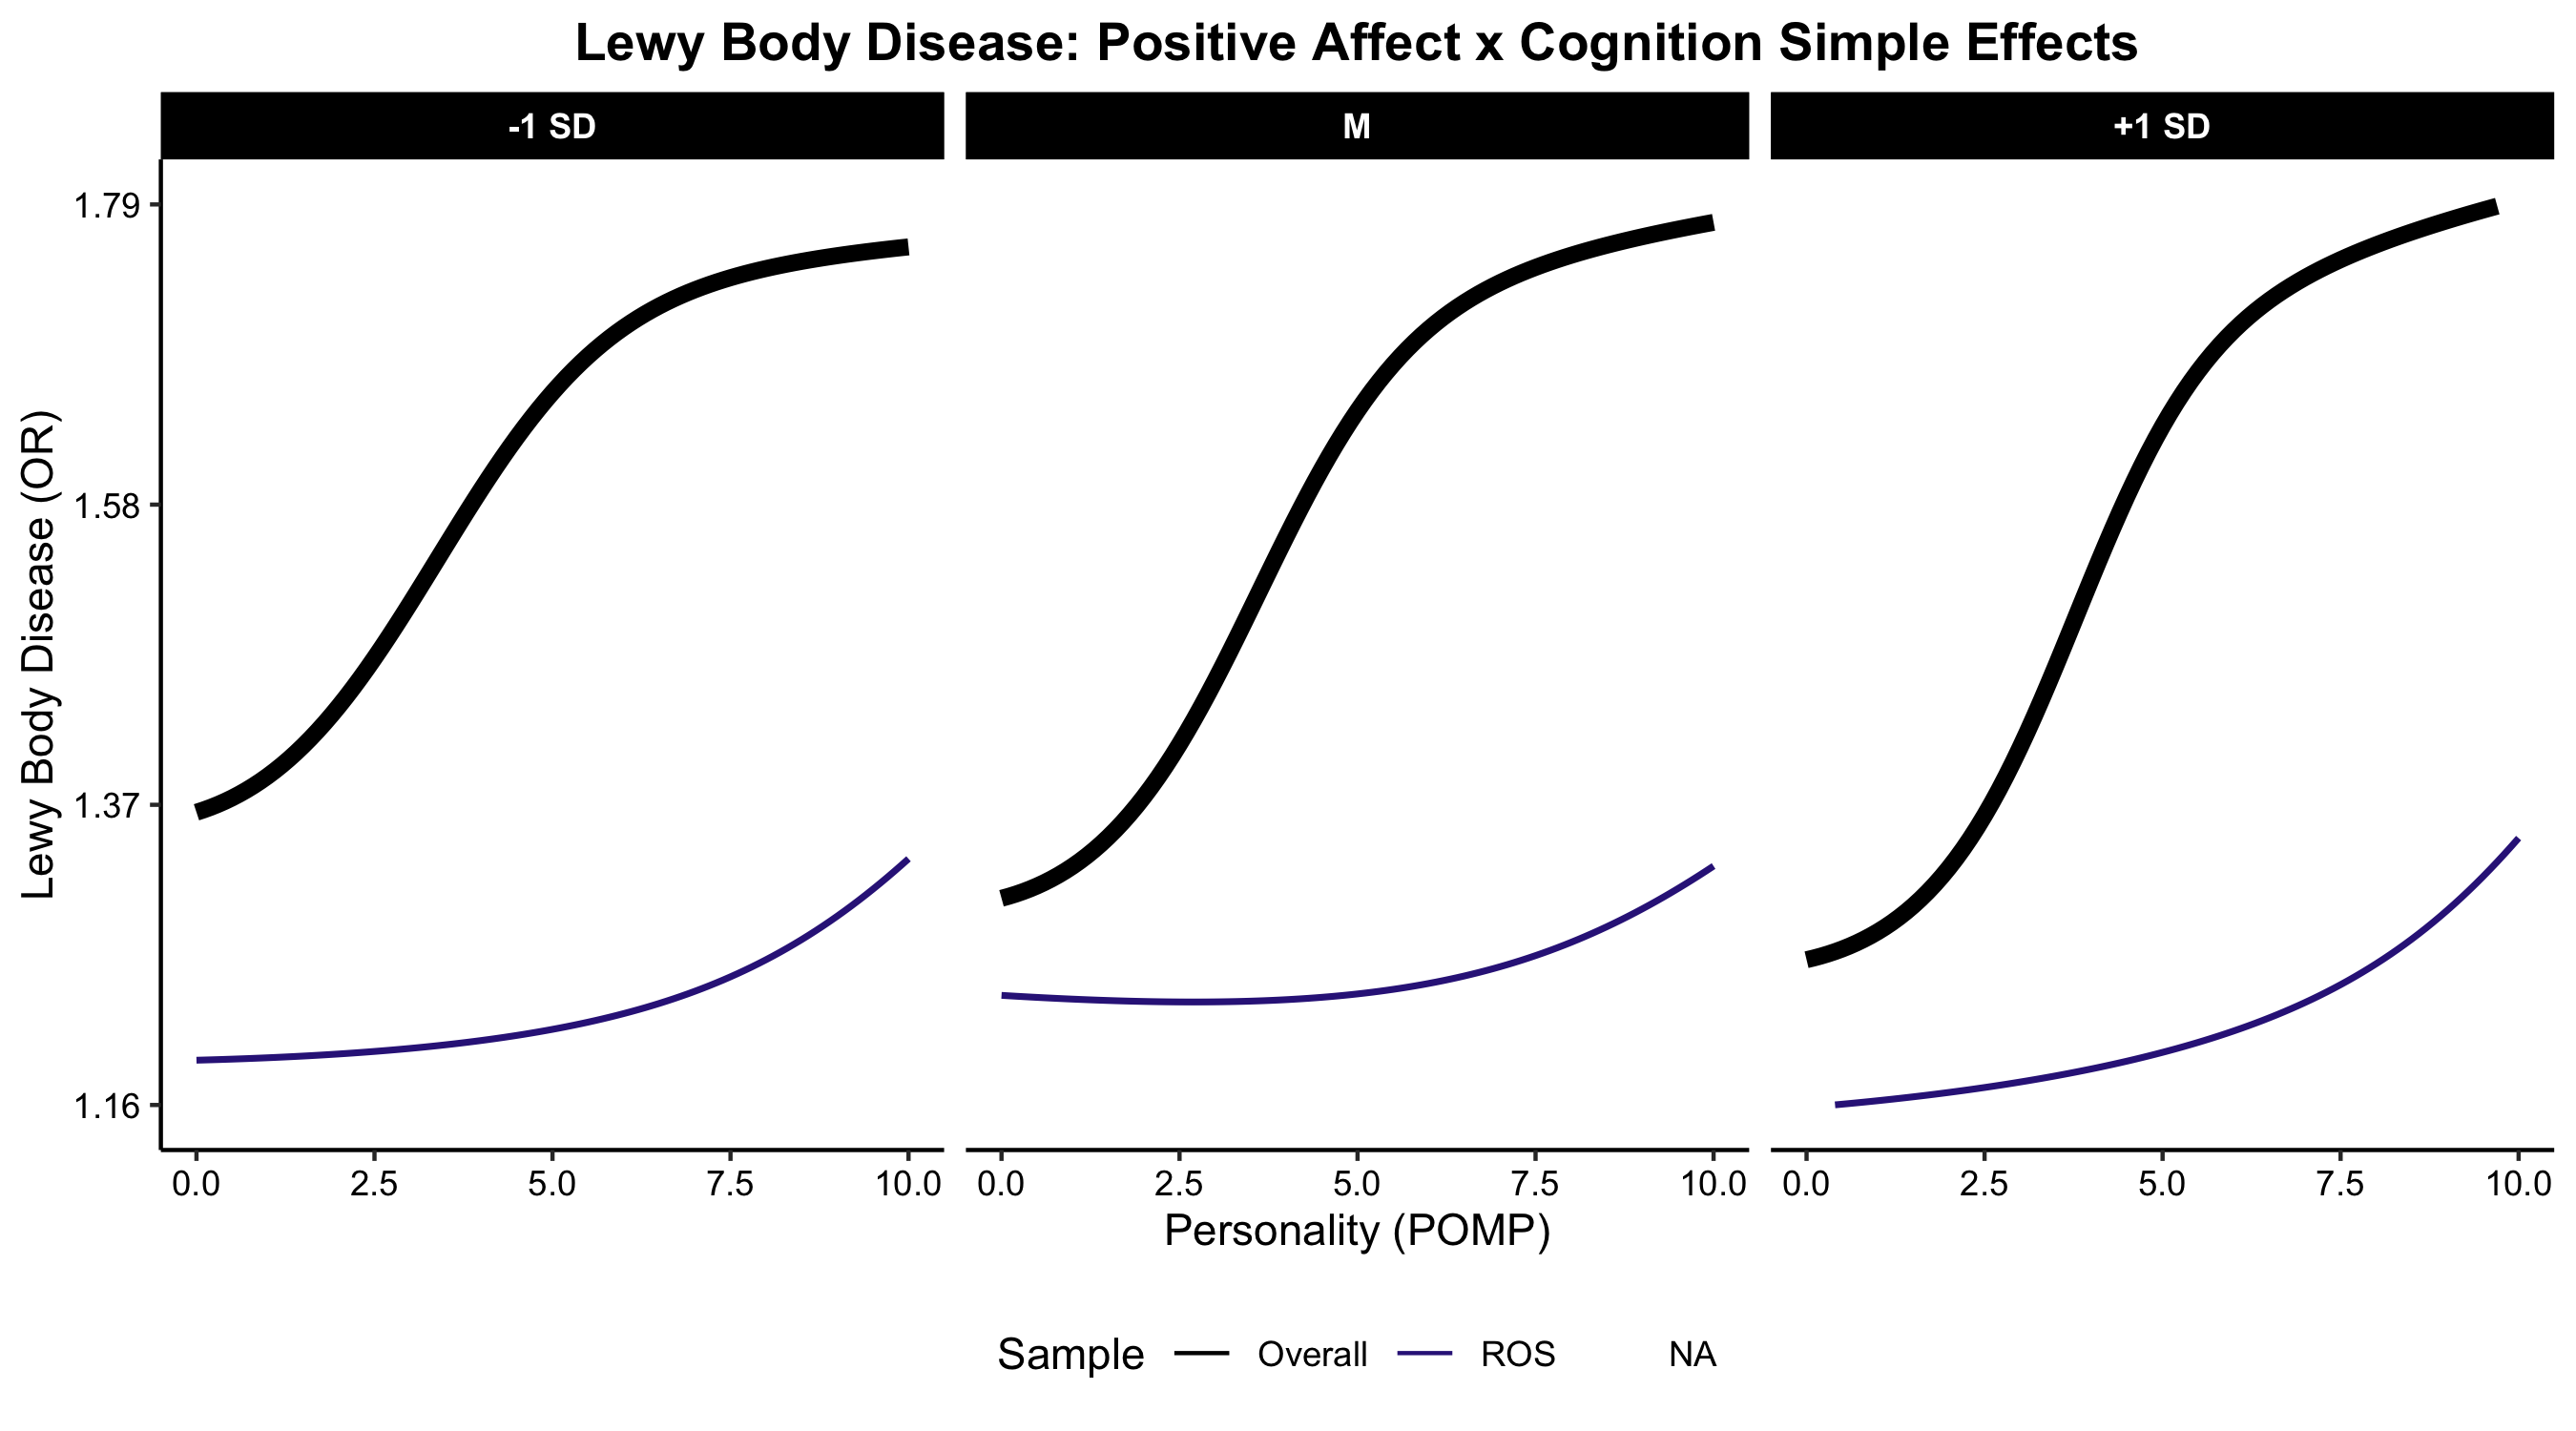 Lewy Body Disease: Positive Affect x Cognition Simple Effects
-1 SD
M
+1 SD
Lewy Body Disease (OR)
1.79
1.58
1.37
1.16
0.0 2.5 5.0 7.5 10.0
0.0 2.5 5.0 7.5 10.0
0.0 2.5 5.0 7.5 10.0
Personality (POMP)
Sample Overall ROS NA